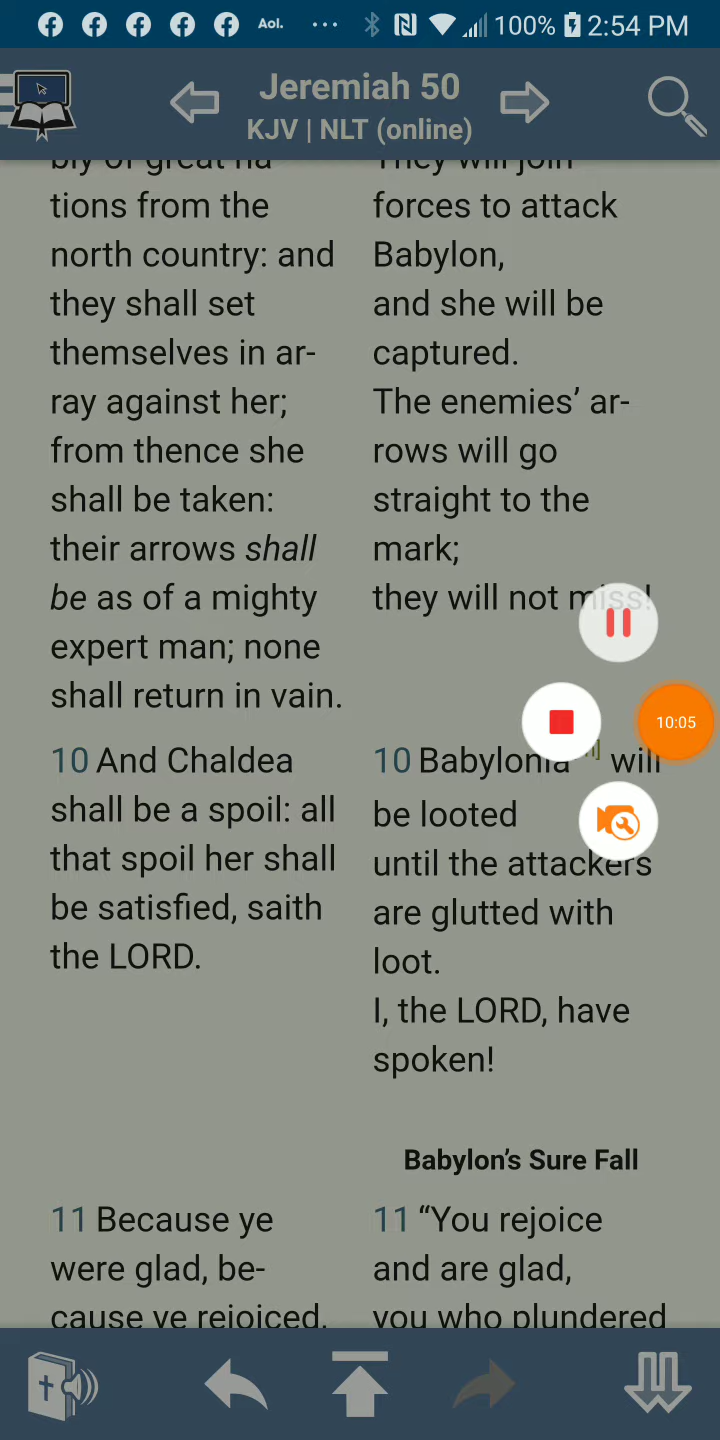 Aol. ... 100% 2:54 PM
Jeremiah 50
KJV | NLT (online)
bly of great na-
tions from the
north country: and
they shall set
themselves in ar-
ray against her;
from thence she
shall be taken:
their arrows shall
be as of a mighty
expert man; none
shall return in vain.
10 And Chaldea
shall be a spoil: all
that spoil her shall
be satisfied, saith
the LORD.
11 Because ye
were glad, be-
cause ye rejoiced,
They will join
forces to attack
Babylon,
and she will be
captured.
The enemies’ ar-
rows will go
straight to the
mark;
they will not miss!
10 Babylonia will
be looted
until the attackers
are glutted with
loot.
I, the LORD, have
spoken!
Babylon’s Sure Fall
11 “You rejoice
and are glad,
you who plundered
10:05